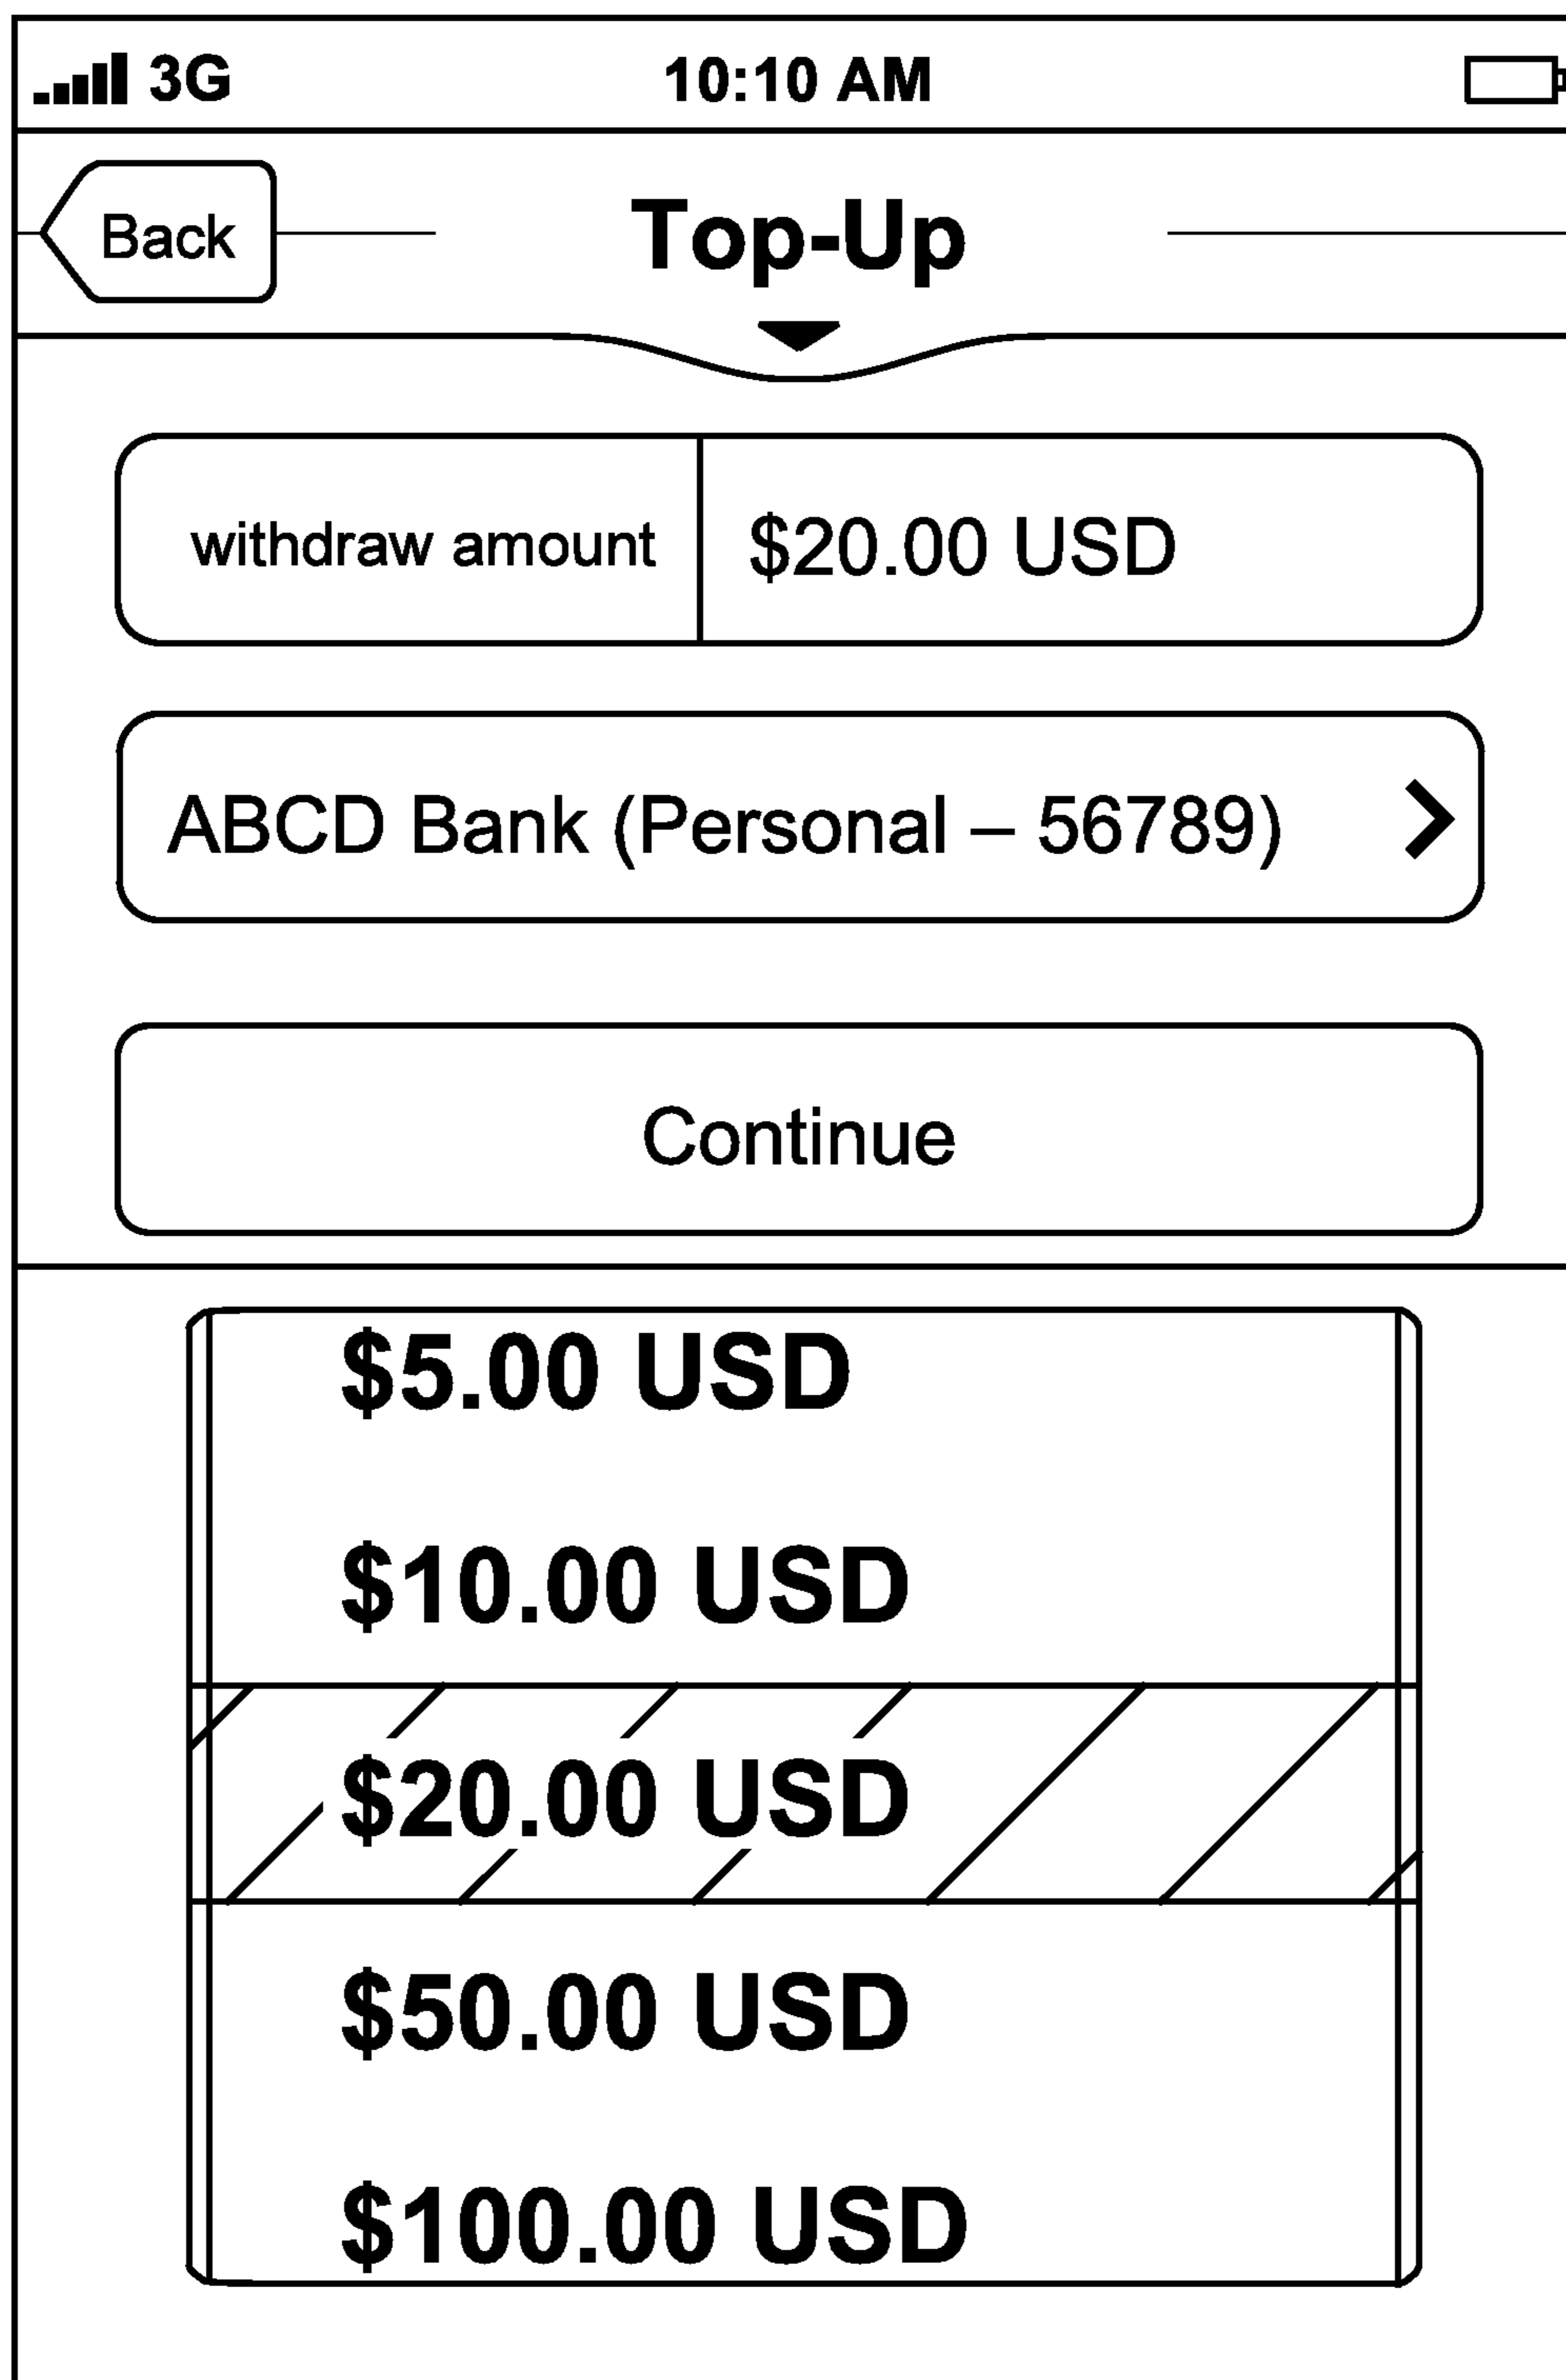 3G 10:10 AM
Back Top-Up
withdraw amount $20.00 USD
ABCD Bank (Personal – 56789)
Continue
$5.00 USD
$10.00 USD
$20.00 USD
$50.00 USD
$100.00 USD